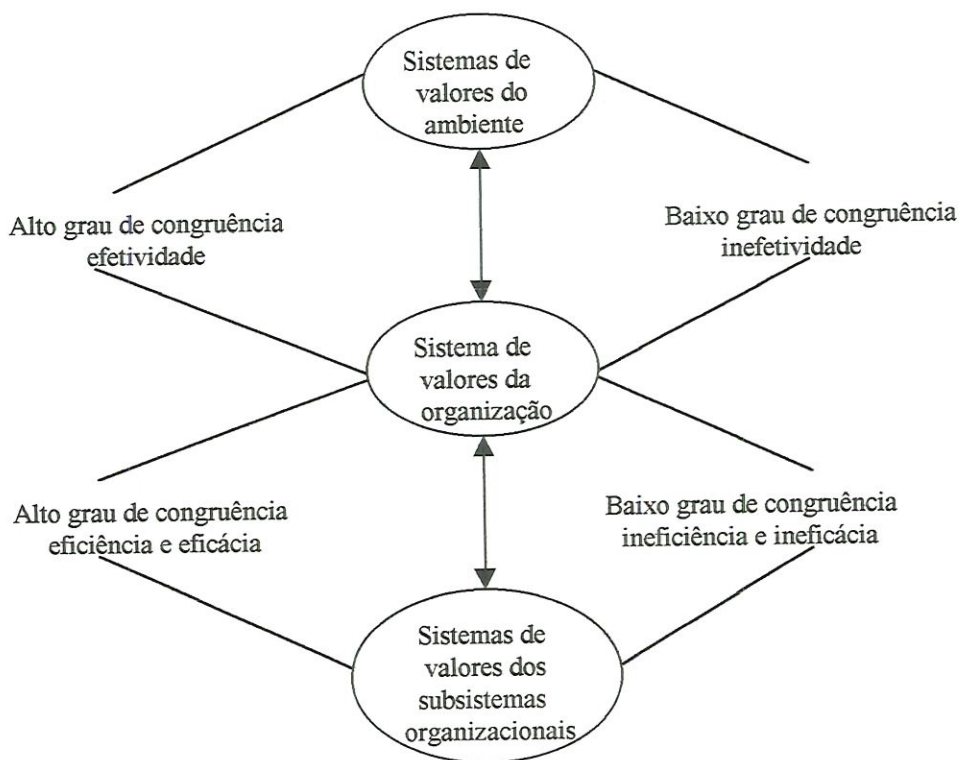 Sistemas de
valores do
ambiente
Alto grau de congruência
efetividade
Baixo grau de congruência
inefetividade
Sistema de
valores da
organização
Alto grau de congruência
eficiência e eficácia
Baixo grau de congruência
ineficiência e ineficácia
Sistemas de
valores dos
subsistemas
organizacionais